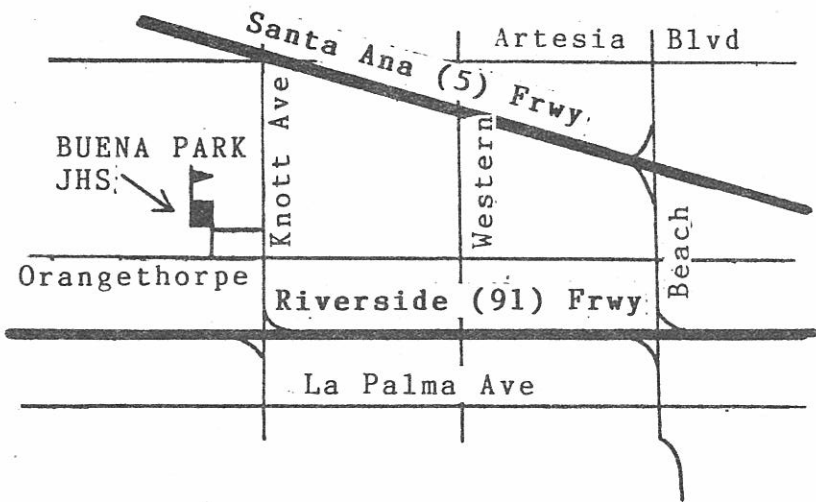 Santa Ana (5) Frwy
Artesia Blvd
Knott Ave
Western
BUENA PARK
JHS
Beach
Orangethorpe
Riverside (91) Frwy
La Palma Ave